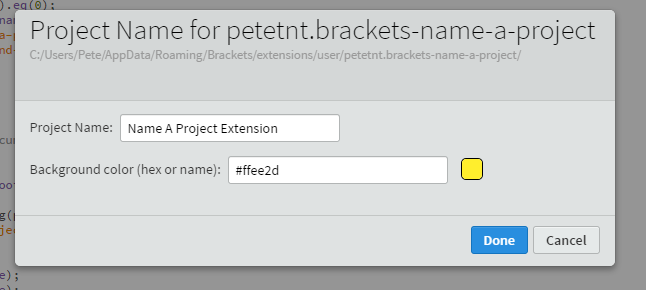 ).eq(0);
Project Name for petetnt.brackets-name-a-project
C:/Users/Pete/AppData/Roaming/Brackets/extensions/user/petetnt.brackets-name-a-project/
Project Name: Name A Project Extension
Background color (hex or name): #ffee2d
Done Cancel
e);